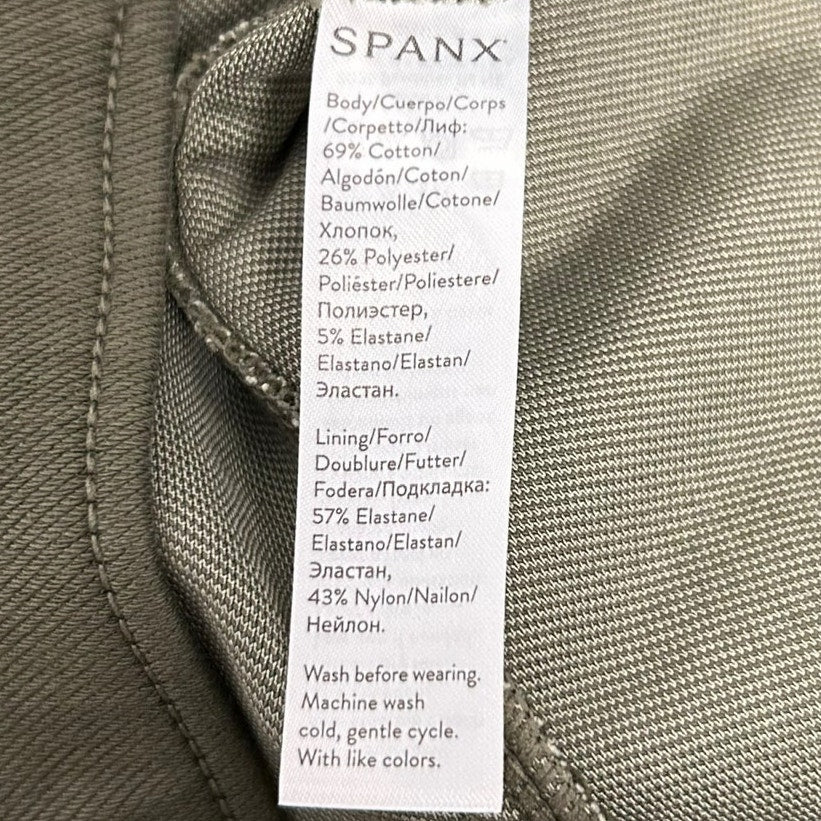 SPANX
Body/Cuerpo/Corps
/Corpetto/Лиф:
69% Cotton/
Algodón/Coton/
Baumwolle/Cotone/
Хлопок,
26% Polyester/
Poliéster/Poliestere/
Полиэстер,
5% Elastane/
Elastano/Elastan/
Эластан.
Lining/Forro/
Doublure/Futter/
Fodera/Подкладка:
57% Elastane/
Elastano/Elastan/
Эластан,
43% Nylon/Nailon/
Нейлон.
Wash before wearing.
Machine wash
cold, gentle cycle.
With like colors.